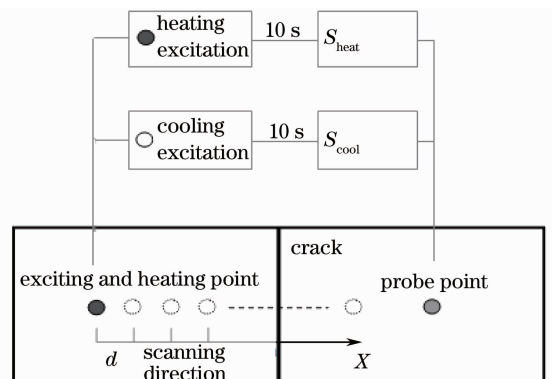 heating
excitation
10 s
S_heat
cooling
excitation
10 s
S_cool
crack
exciting and heating point
probe point
d
scanning
direction
X